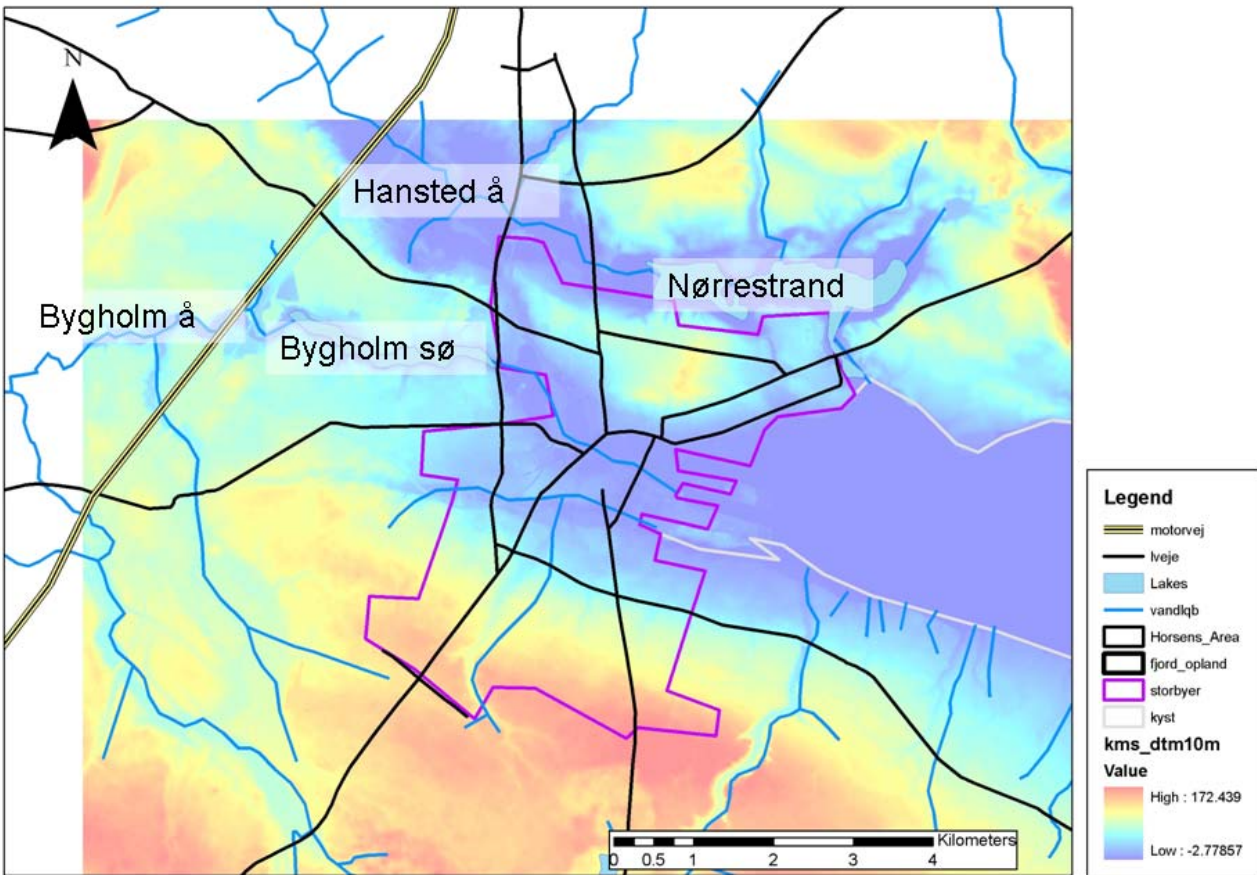 N
Hansted å
Nørrestrand
Bygholm å
Bygholm sø
Kilometers
0 0.5 1 2 3 4
Legend
motorvej
Iveje
Lakes
vandlqb
Horsens_Area
fjord_opland
storbyer
kyst
kms_dtm10m
Value
High : 172.439
Low : -2.77857